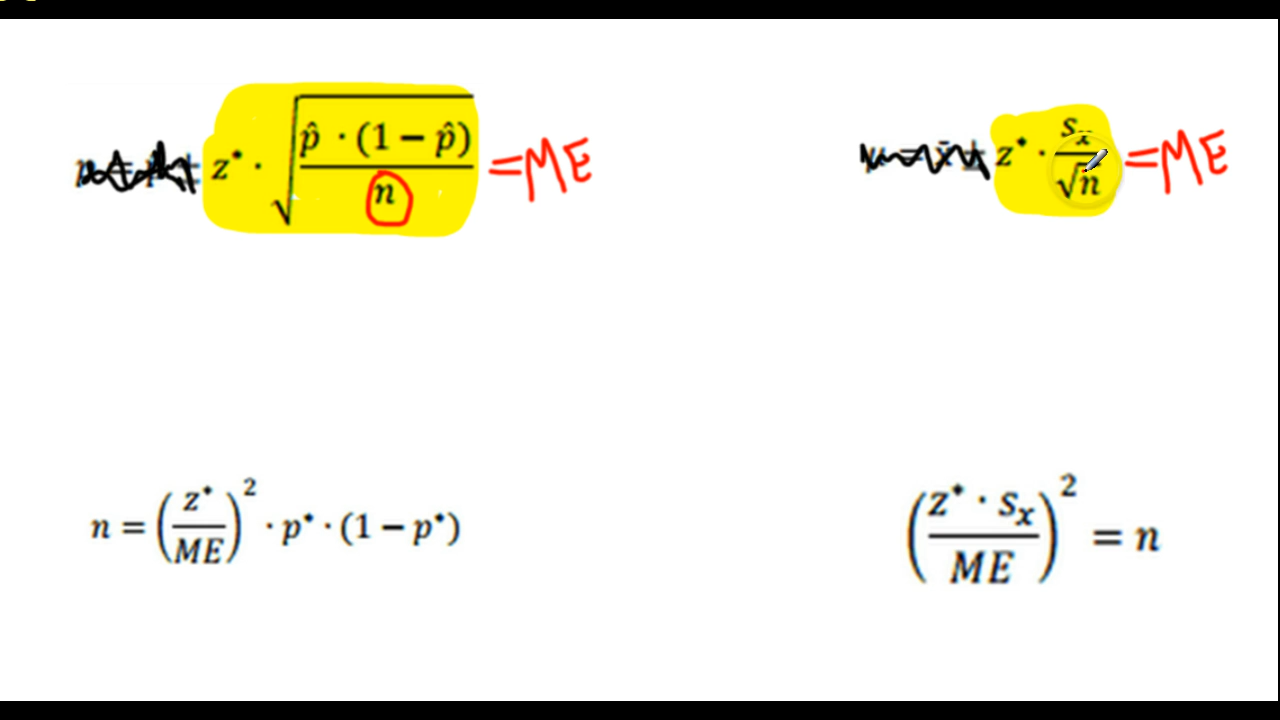 z* · √(p̂ · (1 − p̂) / n) = ME
z* · sₓ / √n = ME
n = (z* / ME)² · p* · (1 − p*)
(z* · sₓ / ME)² = n